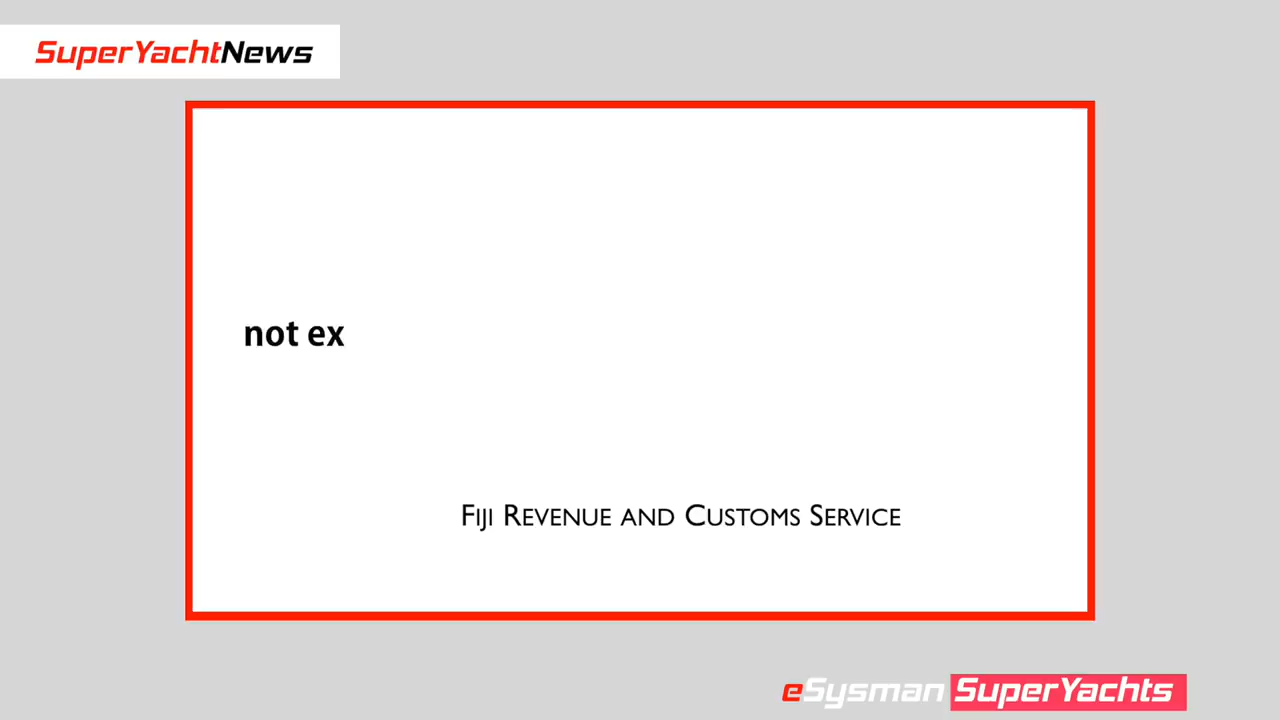 SuperYachtNews
not ex
Fiji Revenue and Customs Service
eSysman SuperYachts